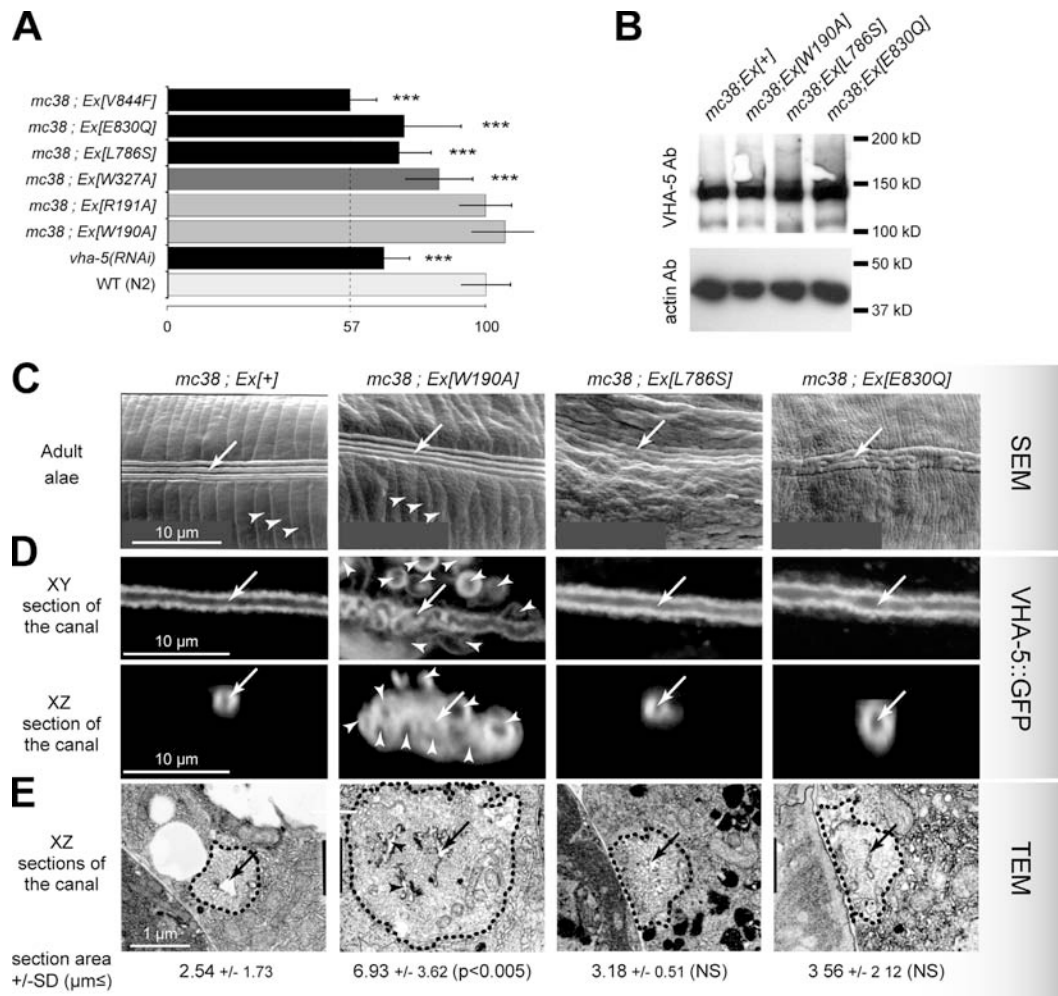 A
mc38 ; Ex[V844F]
***
mc38 ; Ex[E830Q]
***
mc38 ; Ex[L786S]
***
mc38 ; Ex[W327A]
***
mc38 ; Ex[R191A]
mc38 ; Ex[W190A]
vha-5(RNAi)
***
WT (N2)
0 57 100
B
mc38;Ex[+]
mc38;Ex[W190A]
mc38;Ex[L786S]
mc38;Ex[E830Q]
VHA-5 Ab
200 kD
150 kD
100 kD
actin Ab
50 kD
37 kD
C
mc38 ; Ex[+] mc38 ; Ex[W190A] mc38 ; Ex[L786S] mc38 ; Ex[E830Q]
Adult
alae
10 µm
SEM
D
XY
section of
the canal
10 µm
XZ
section of
the canal
10 µm
VHA-5::GFP
E
XZ
sections of
the canal
1 µm
TEM
section area
+/-SD (µm≤)
2.54 +/- 1.73 6.93 +/- 3.62 (p<0.005) 3.18 +/- 0.51 (NS) 3 56 +/- 2 12 (NS)